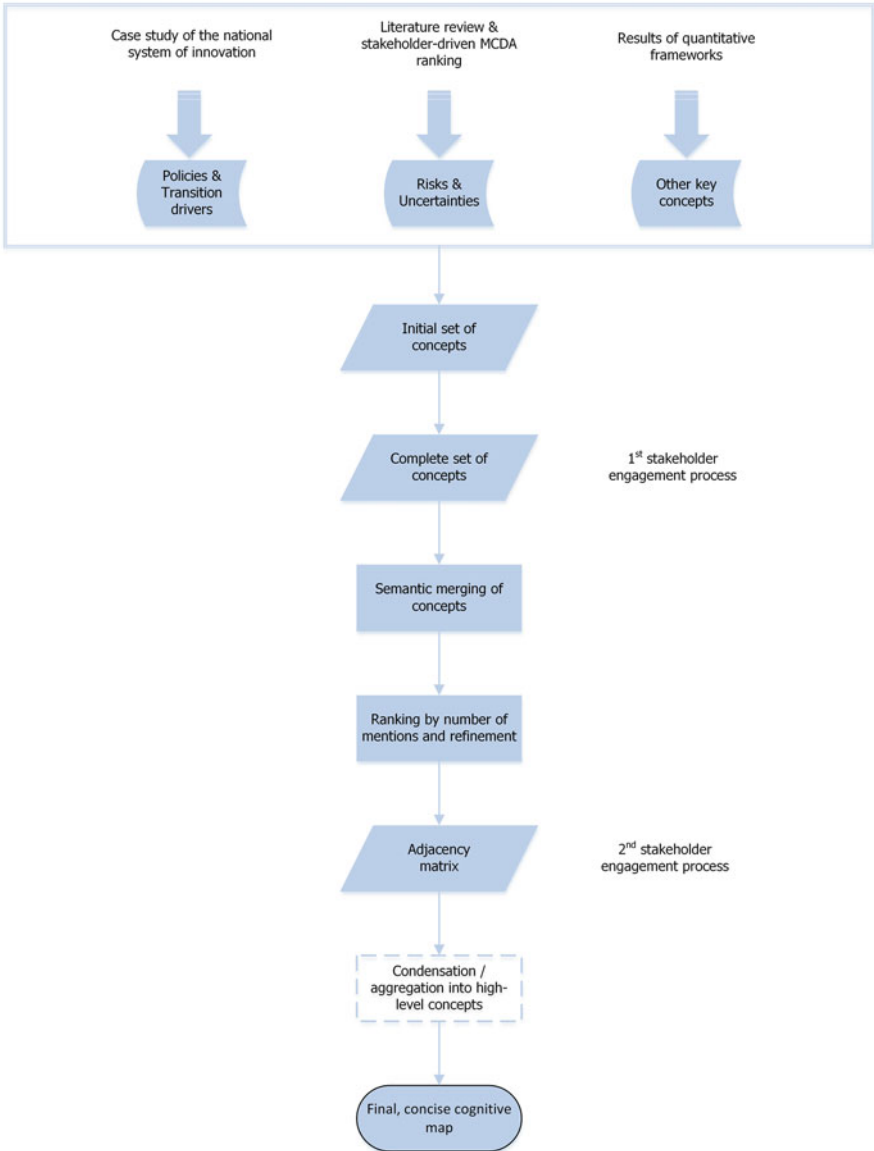 Case study of the national
system of innovation
Literature review &
stakeholder-driven MCDA
ranking
Results of quantitative
frameworks
Policies &
Transition
drivers
Risks &
Uncertainties
Other key
concepts
Initial set of
concepts
Complete set of
concepts
1st stakeholder
engagement process
Semantic merging of
concepts
Ranking by number of
mentions and refinement
Adjacency
matrix
2nd stakeholder
engagement process
Condensation /
aggregation into high-
level concepts
Final, concise cognitive
map